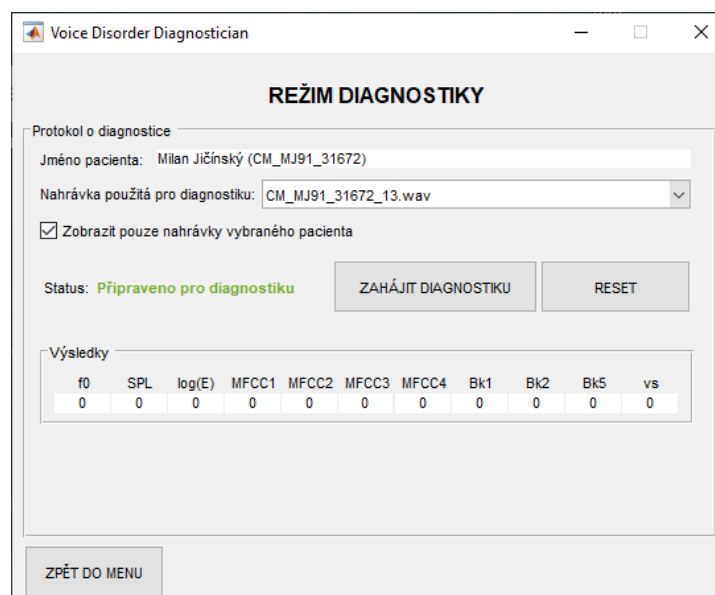 Voice Disorder Diagnostician
REŽIM DIAGNOSTIKY
Protokol o diagnostice
Jméno pacienta: Milan Jičínský (CM_MJ91_31672)
Nahrávka použitá pro diagnostiku: CM_MJ91_31672_13.wav
Zobrazit pouze nahrávky vybraného pacienta
Status: Připraveno pro diagnostiku ZAHÁJIT DIAGNOSTIKU RESET
Výsledky
f0 SPL log(E) MFCC1 MFCC2 MFCC3 MFCC4 Bk1 Bk2 Bk5 vs
0 0 0 0 0 0 0 0 0 0 0
ZPĚT DO MENU